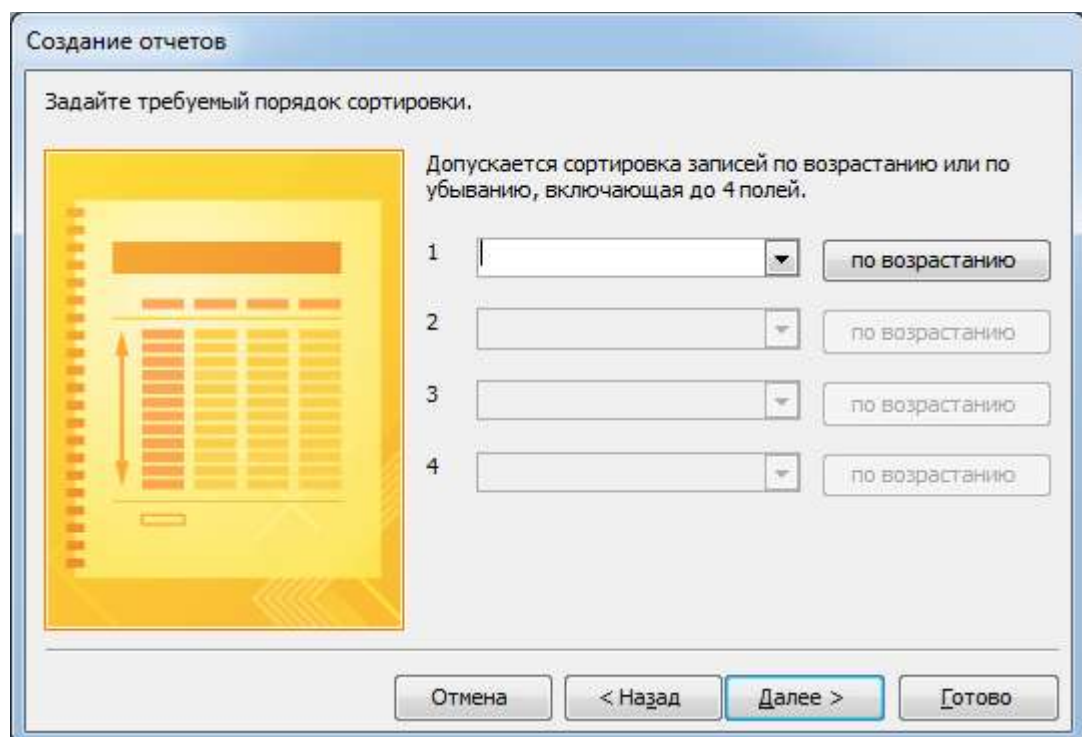 Создание отчетов
Задайте требуемый порядок сортировки.
Допускается сортировка записей по возрастанию или по
убыванию, включающая до 4 полей.
1 по возрастанию
2 по возрастанию
3 по возрастанию
4 по возрастанию
Отмена < Назад Далее > Готово